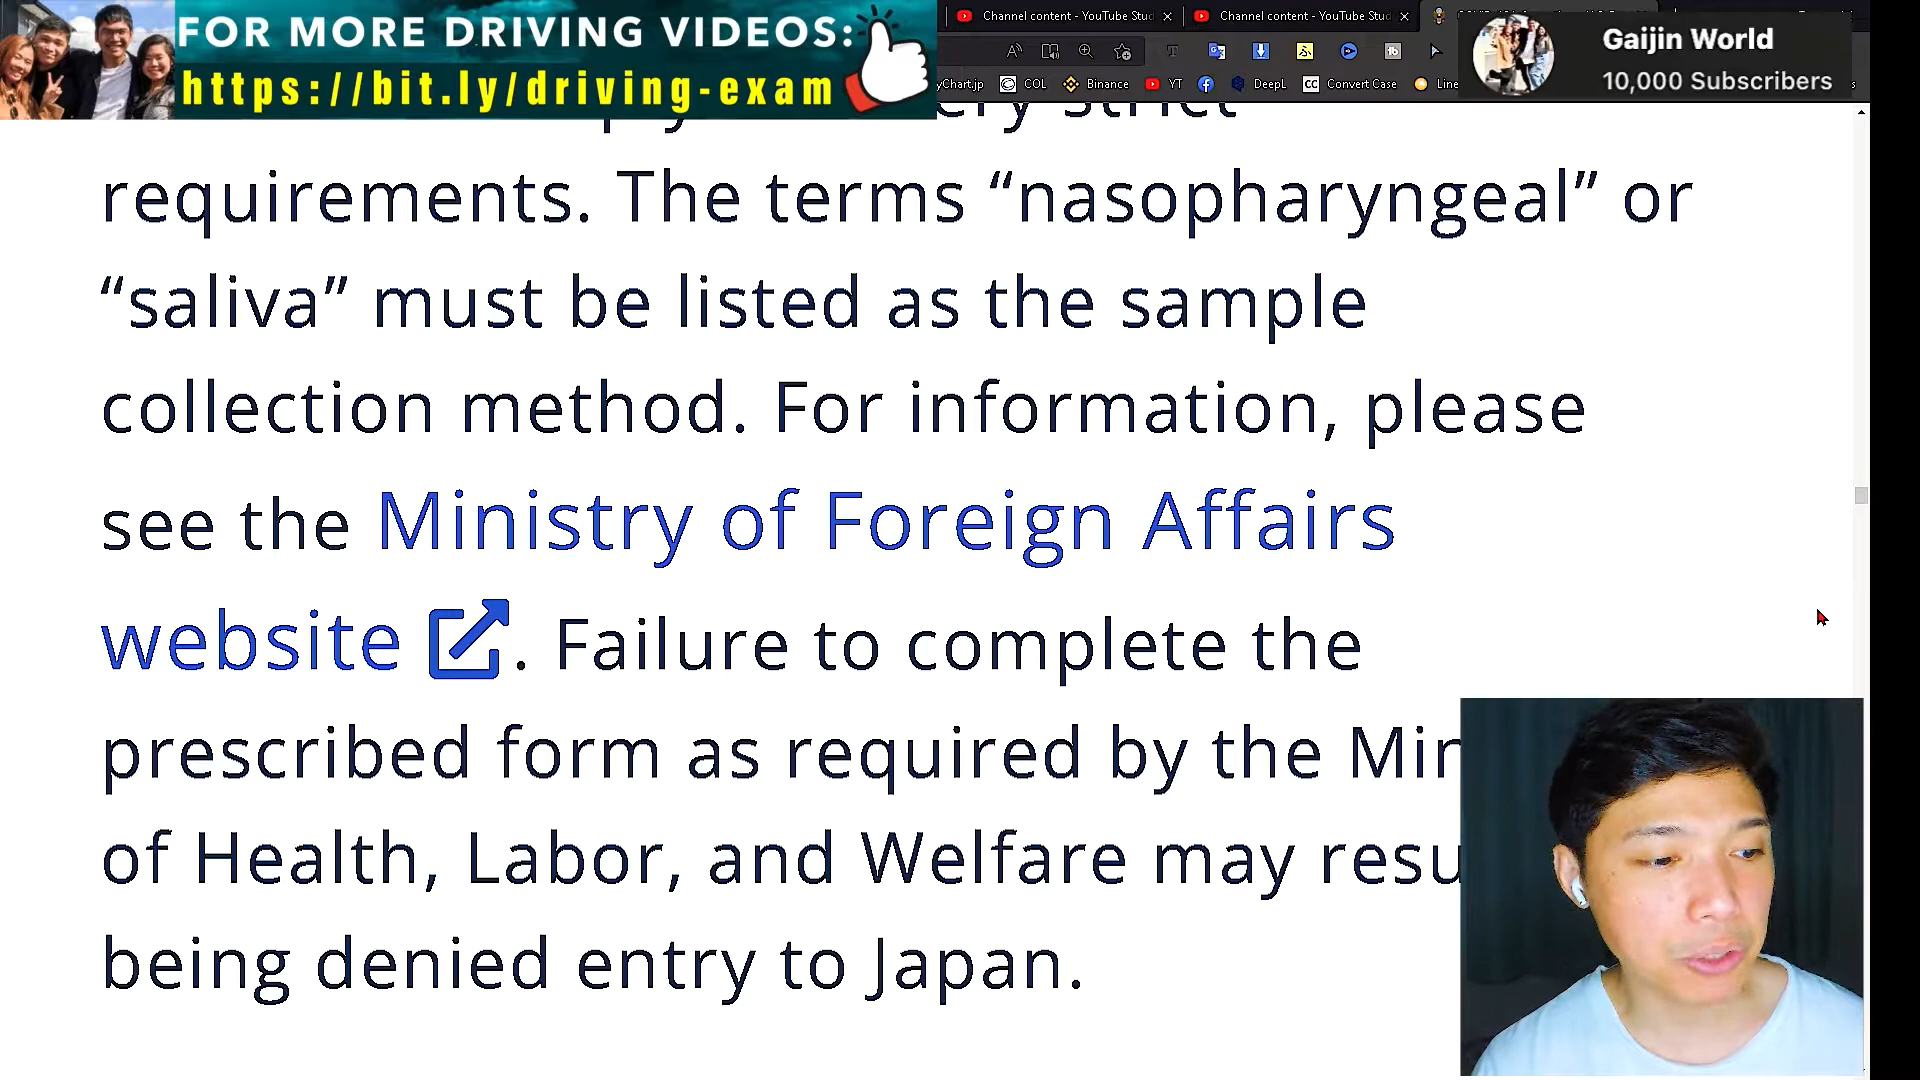 FOR MORE DRIVING VIDEOS:
https://bit.ly/driving-exam
Channel content - YouTube Stud
Channel content - YouTube Stud
Gaijin World
10,000 Subscribers
yChart.jp COL Binance YT DeepL Convert Case Line
strict
requirements. The terms “nasopharyngeal” or
“saliva” must be listed as the sample
collection method. For information, please
see the Ministry of Foreign Affairs
website. Failure to complete the
prescribed form as required by the Min
of Health, Labor, and Welfare may resu
being denied entry to Japan.